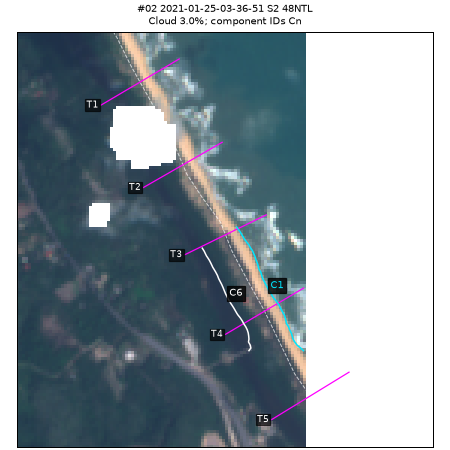 #02 2021-01-25-03-36-51 S2 48NTL
Cloud 3.0%; component IDs Cn
T1
T2
T3
C1
C6
T4
T5